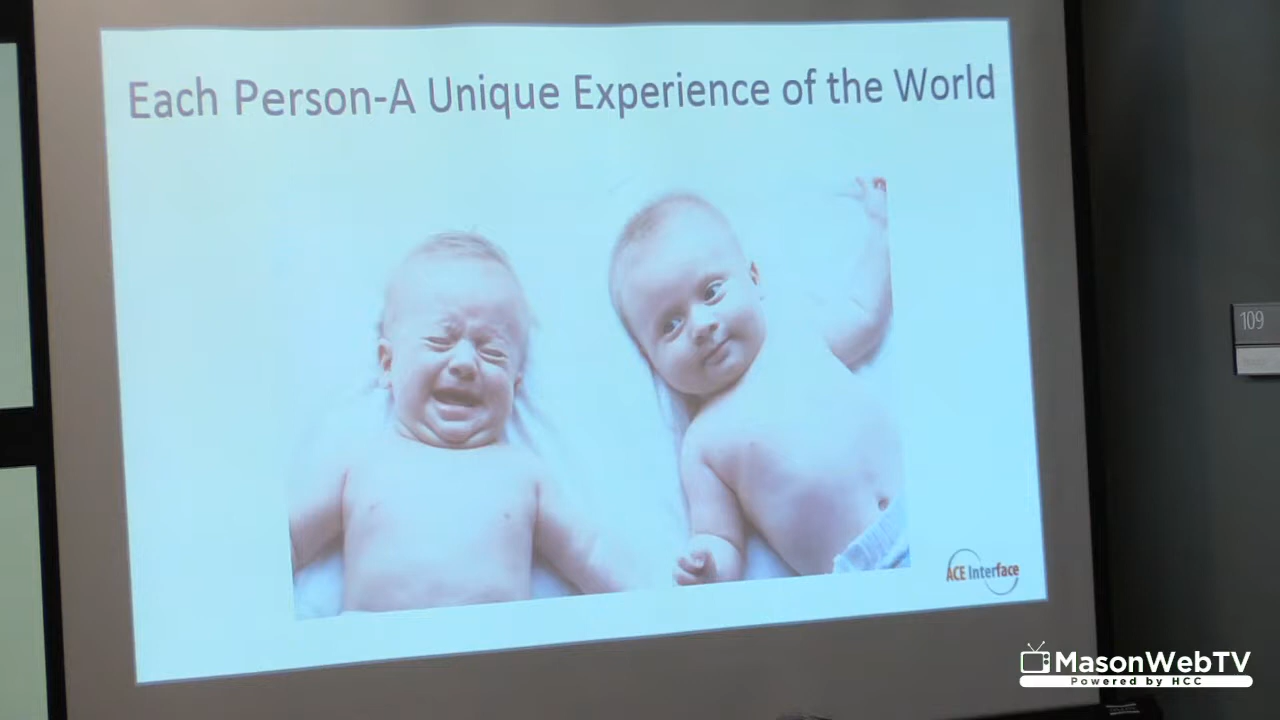 Each Person-A Unique Experience of the World
109
ACE Interface
MasonWebTV
Powered by HCC